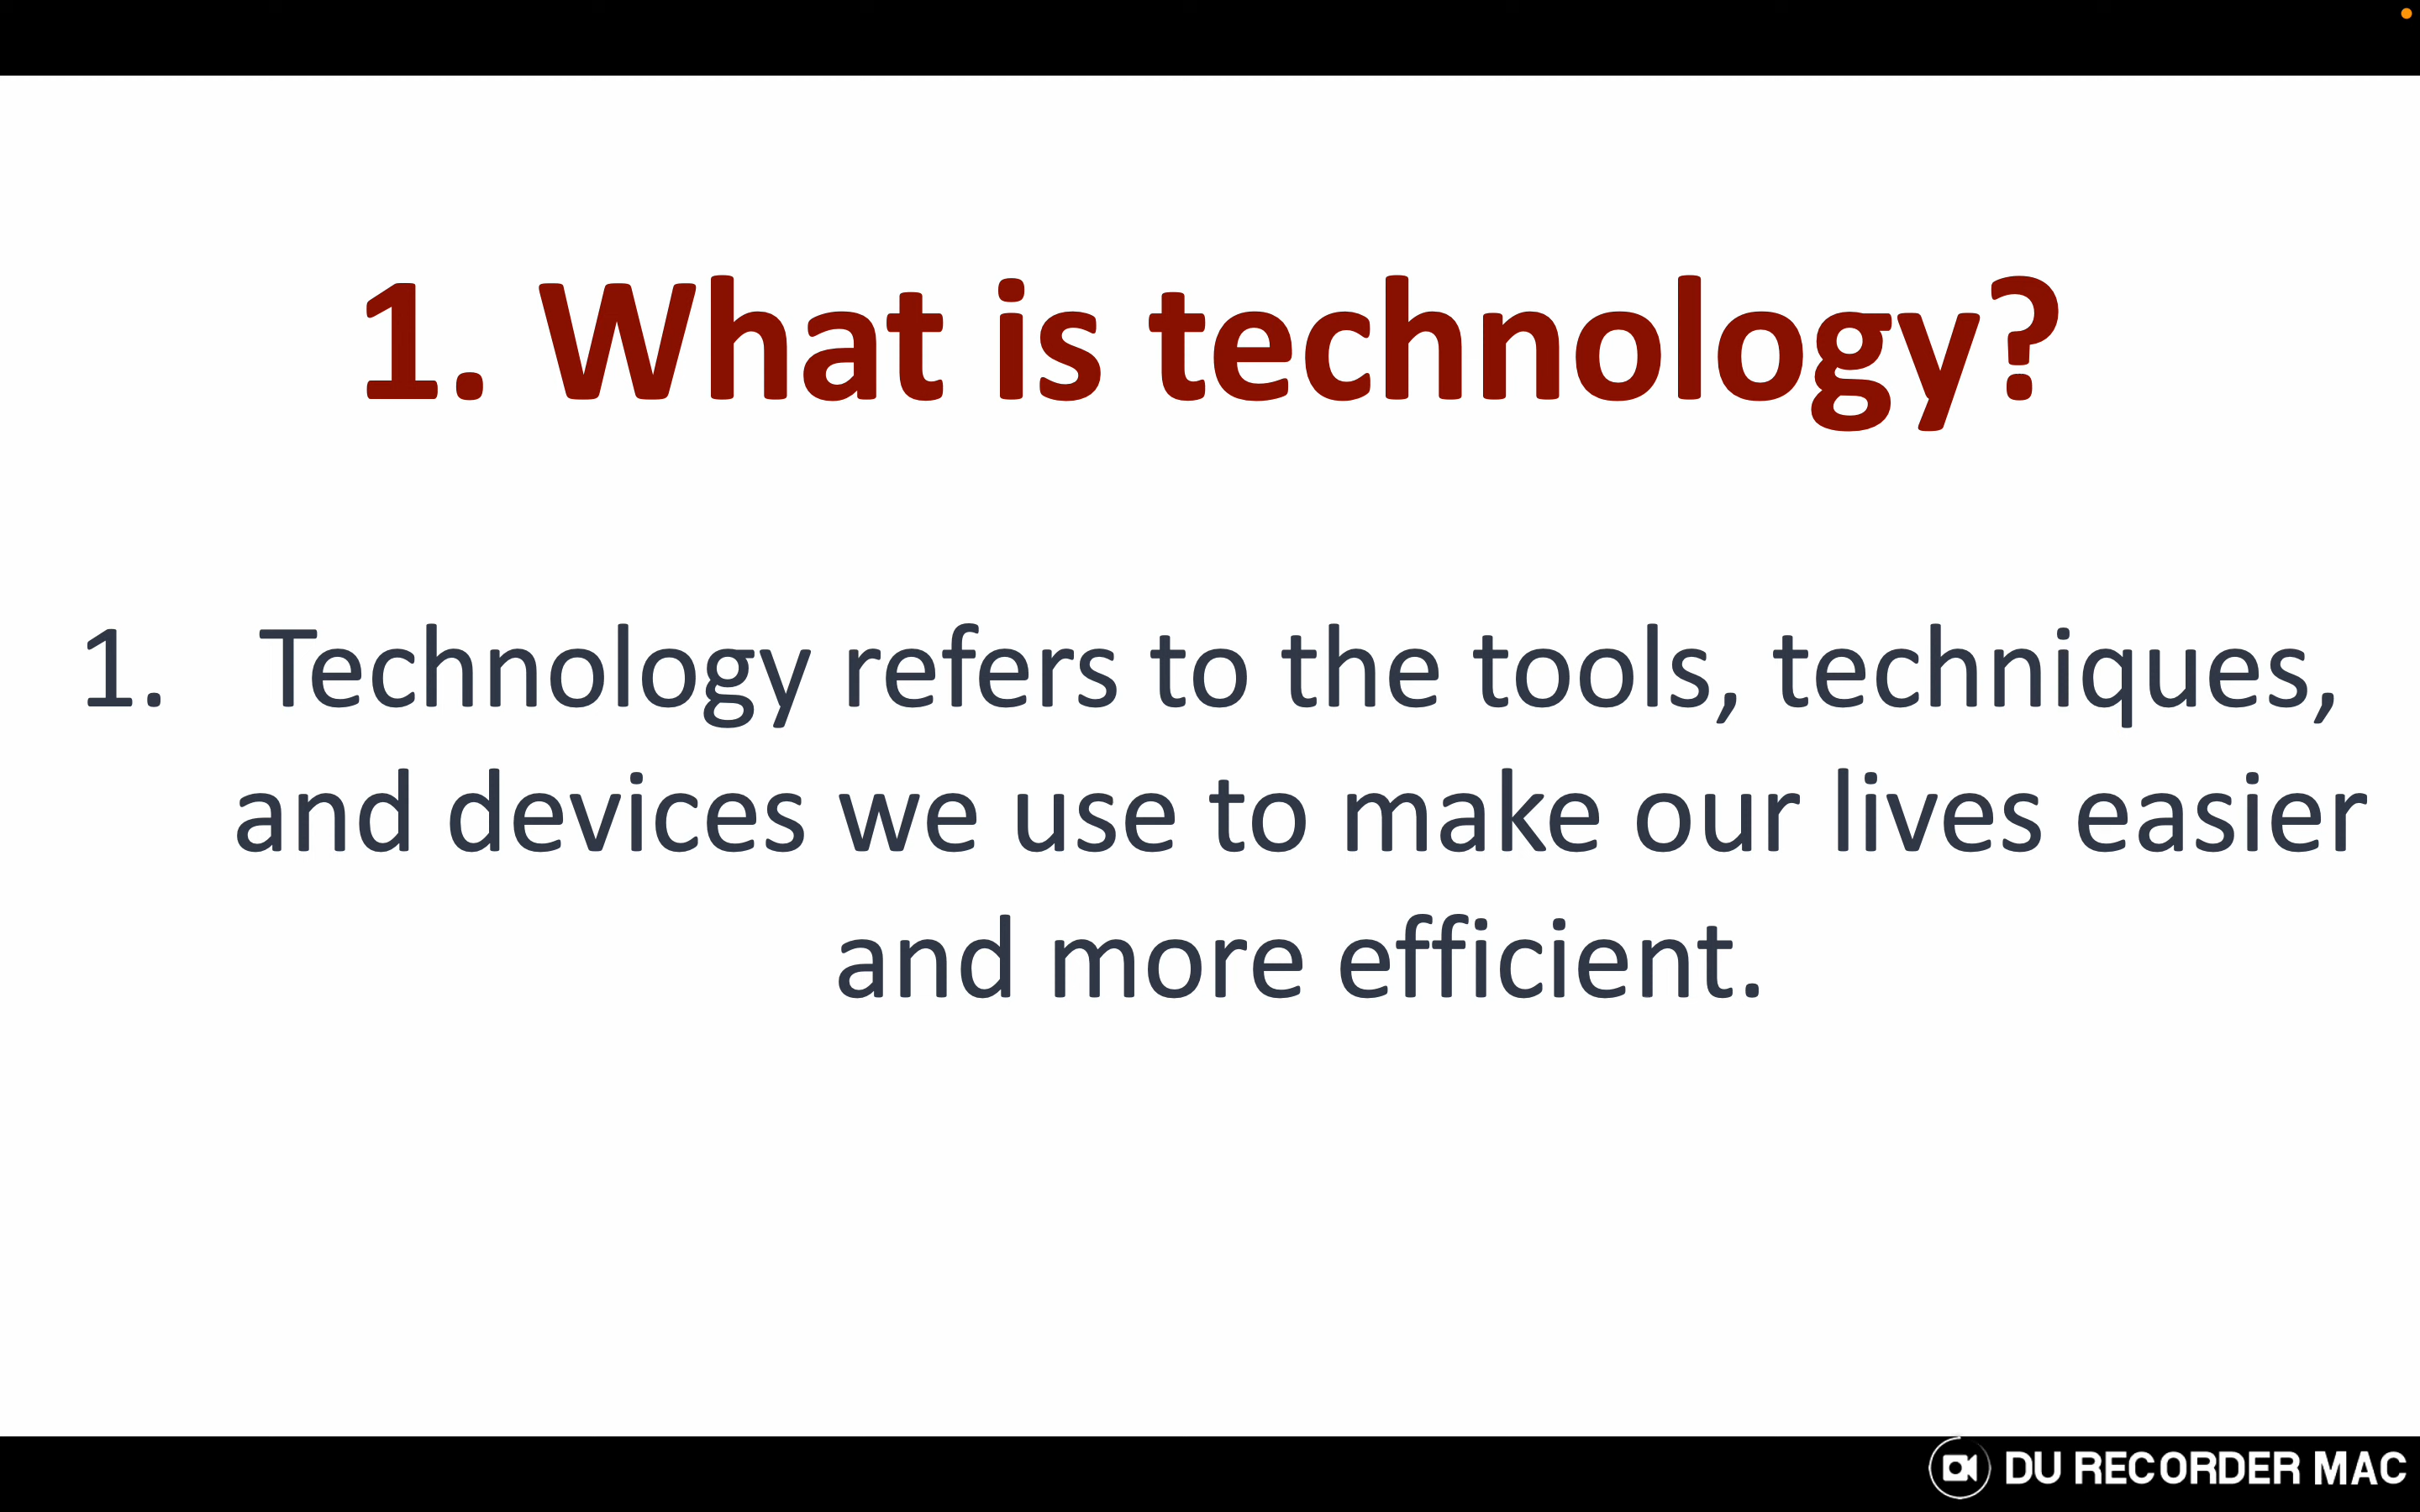 1. What is technology?
1. Technology refers to the tools, techniques,
and devices we use to make our lives easier
and more efficient.
DU RECORDER MAC